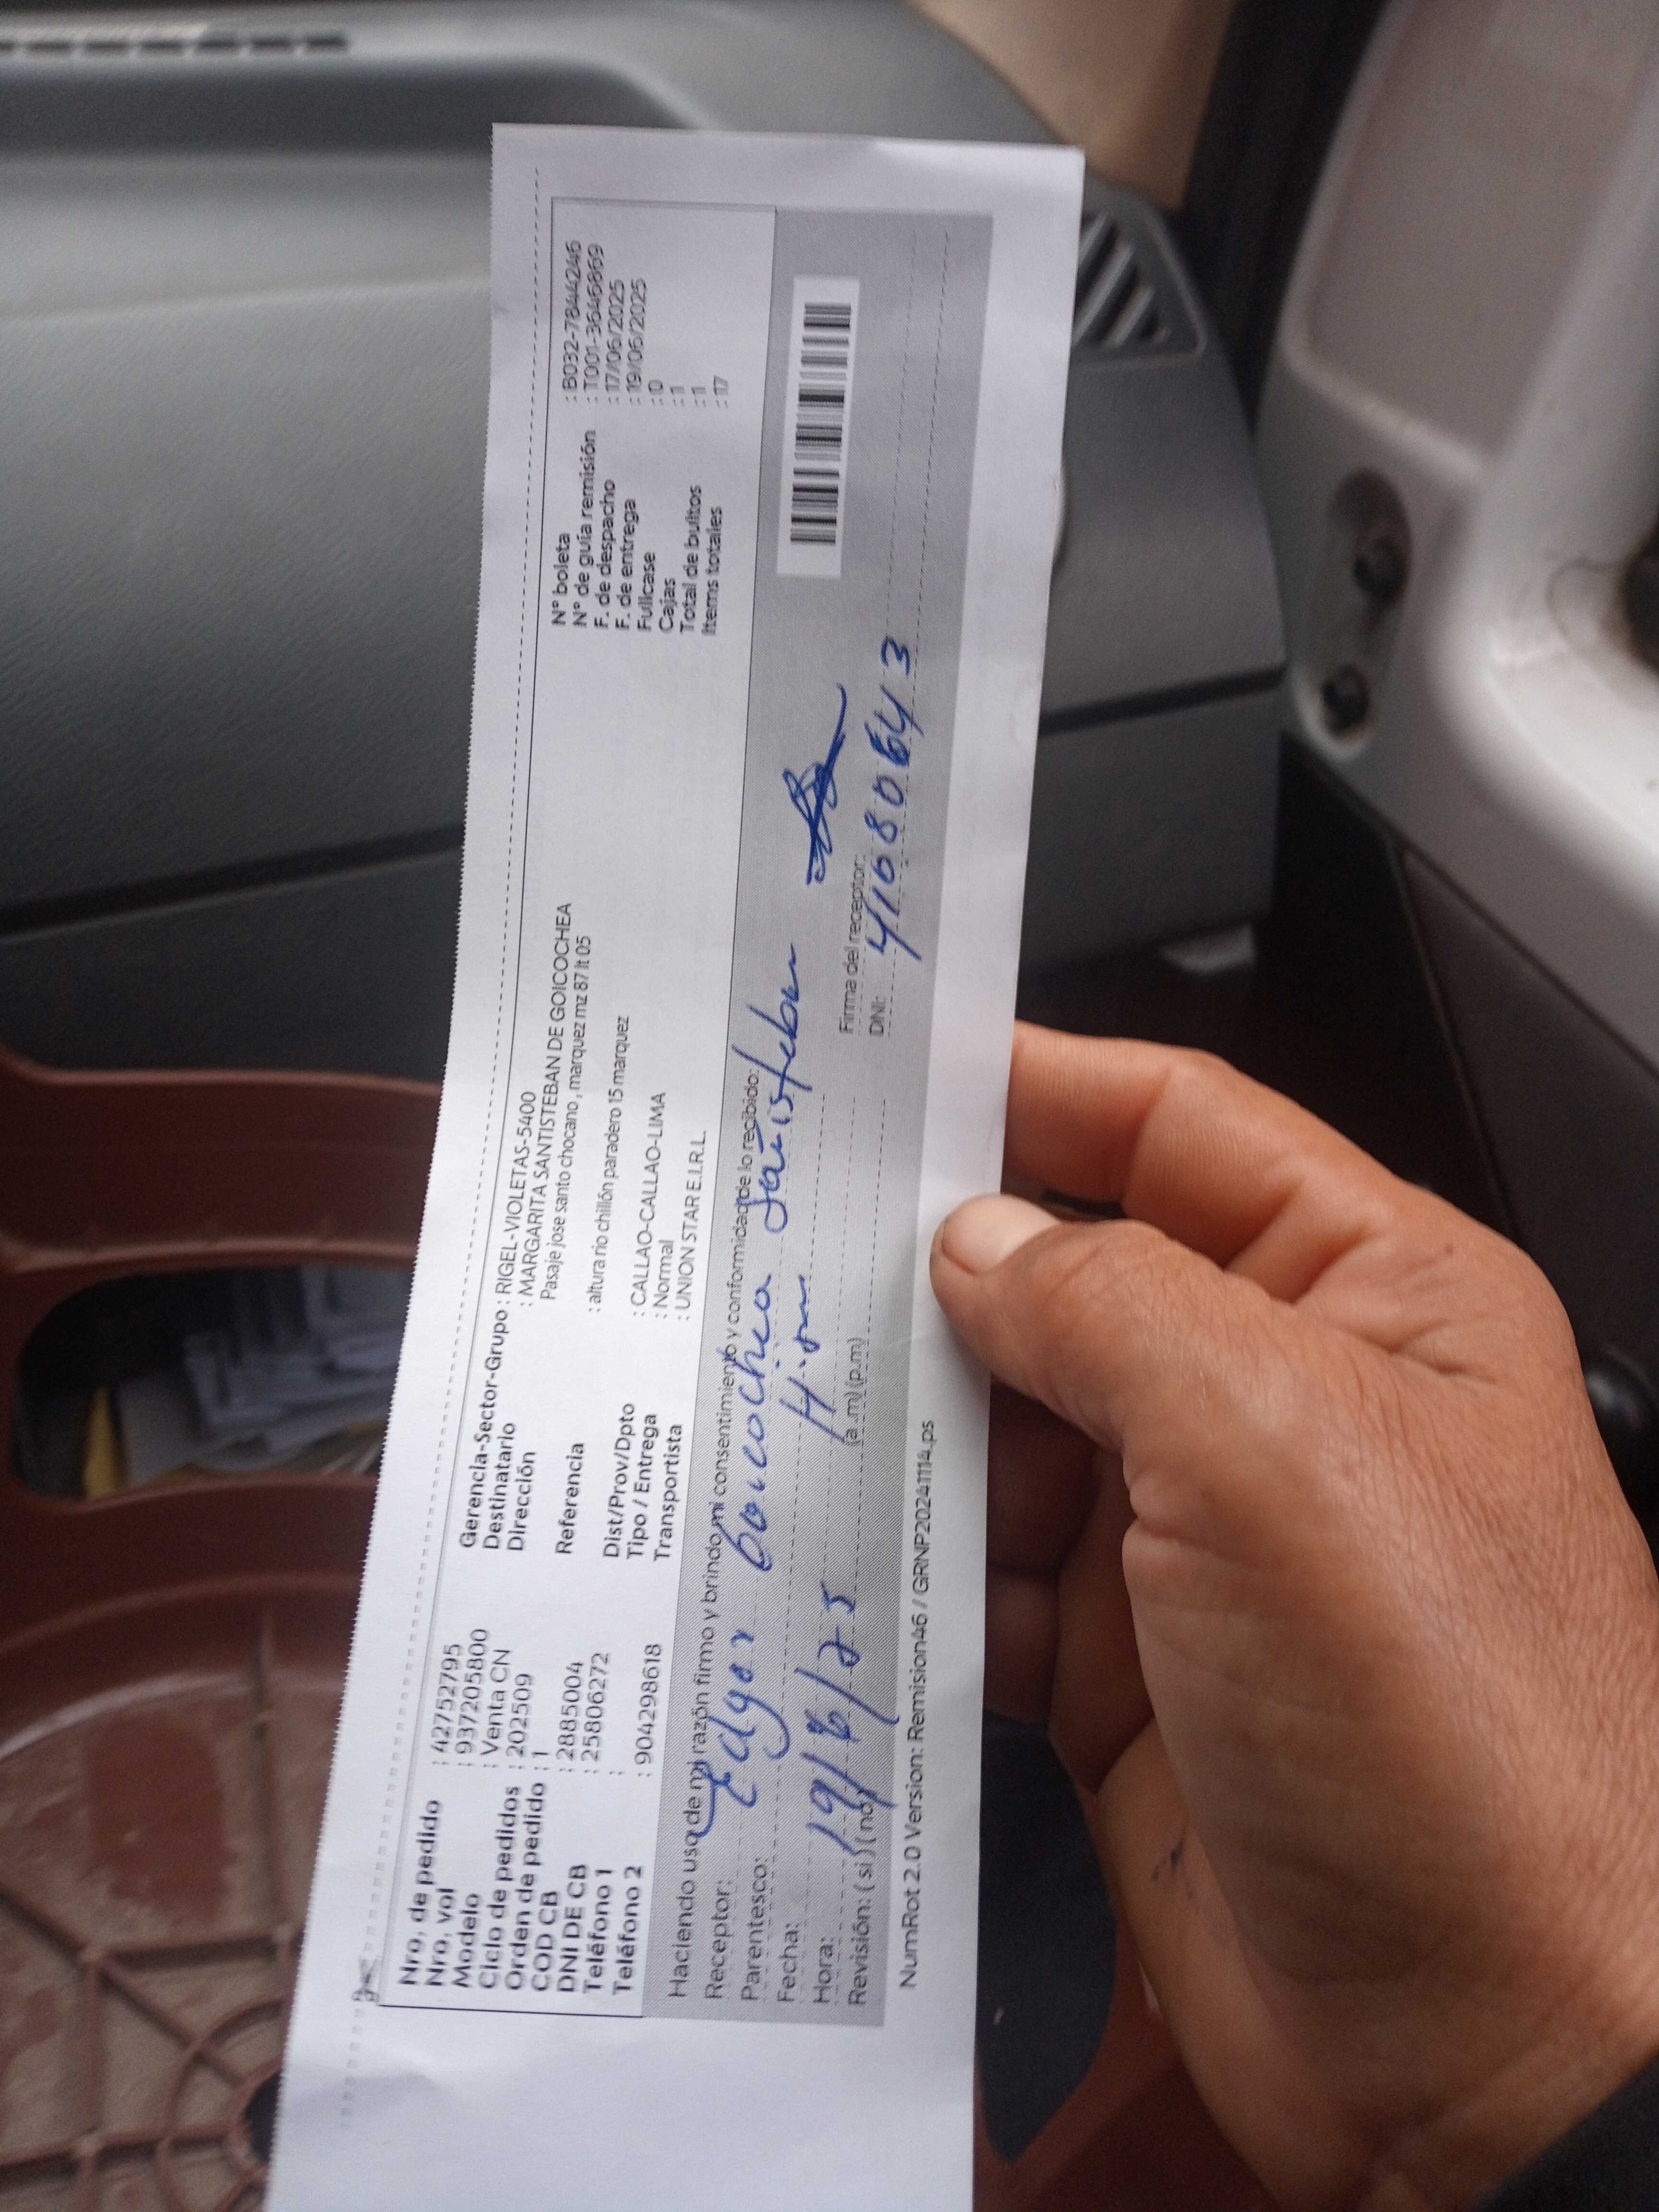 Nro. de pedido : 42752795
Nro. vol : 937205800
Modelo : Venta CN
Ciclo de pedidos : 202509
Orden de pedido : 1
COD CB : 2885004
DNI DE CB : 25806272
Teléfono 1 :
Teléfono 2 : 904298618
Gerencia-Sector-Grupo : RIGEL-VIOLETAS-5400
Destinatario : MARGARITA SANTISTEBAN DE GOICOCHEA
Dirección Pasaje jose santo chocano , marquez mz 87 lt 05
Referencia : altura rio chillón paradero 15 marquez
Dist/Prov/Dpto : CALLAO-CALLAO-LIMA
Tipo / Entrega : Normal
Transportista : UNION STAR E.I.R.L.
N° boleta : B032-78444246
N° de guía remisión : T001-36468869
F. de despacho : 17/06/2025
F. de entrega : 19/06/2025
Fullcase : 0
Cajas : 1
Total de bultos : 1
Items totales : 17
Haciendo uso de mi razón firmo y brindo mi consentimiento y conformidad de lo recibido:
Receptor: Edgar Goicochea Santisteban
Parentesco:
Fecha: 19/6/25
Hora: (a.m) (p.m)
Revisión: ( si ) ( no )
Firma del receptor:
DNI: 41680643
NumRot 2.0 Version: Remision46 / GRNP20241114.ps